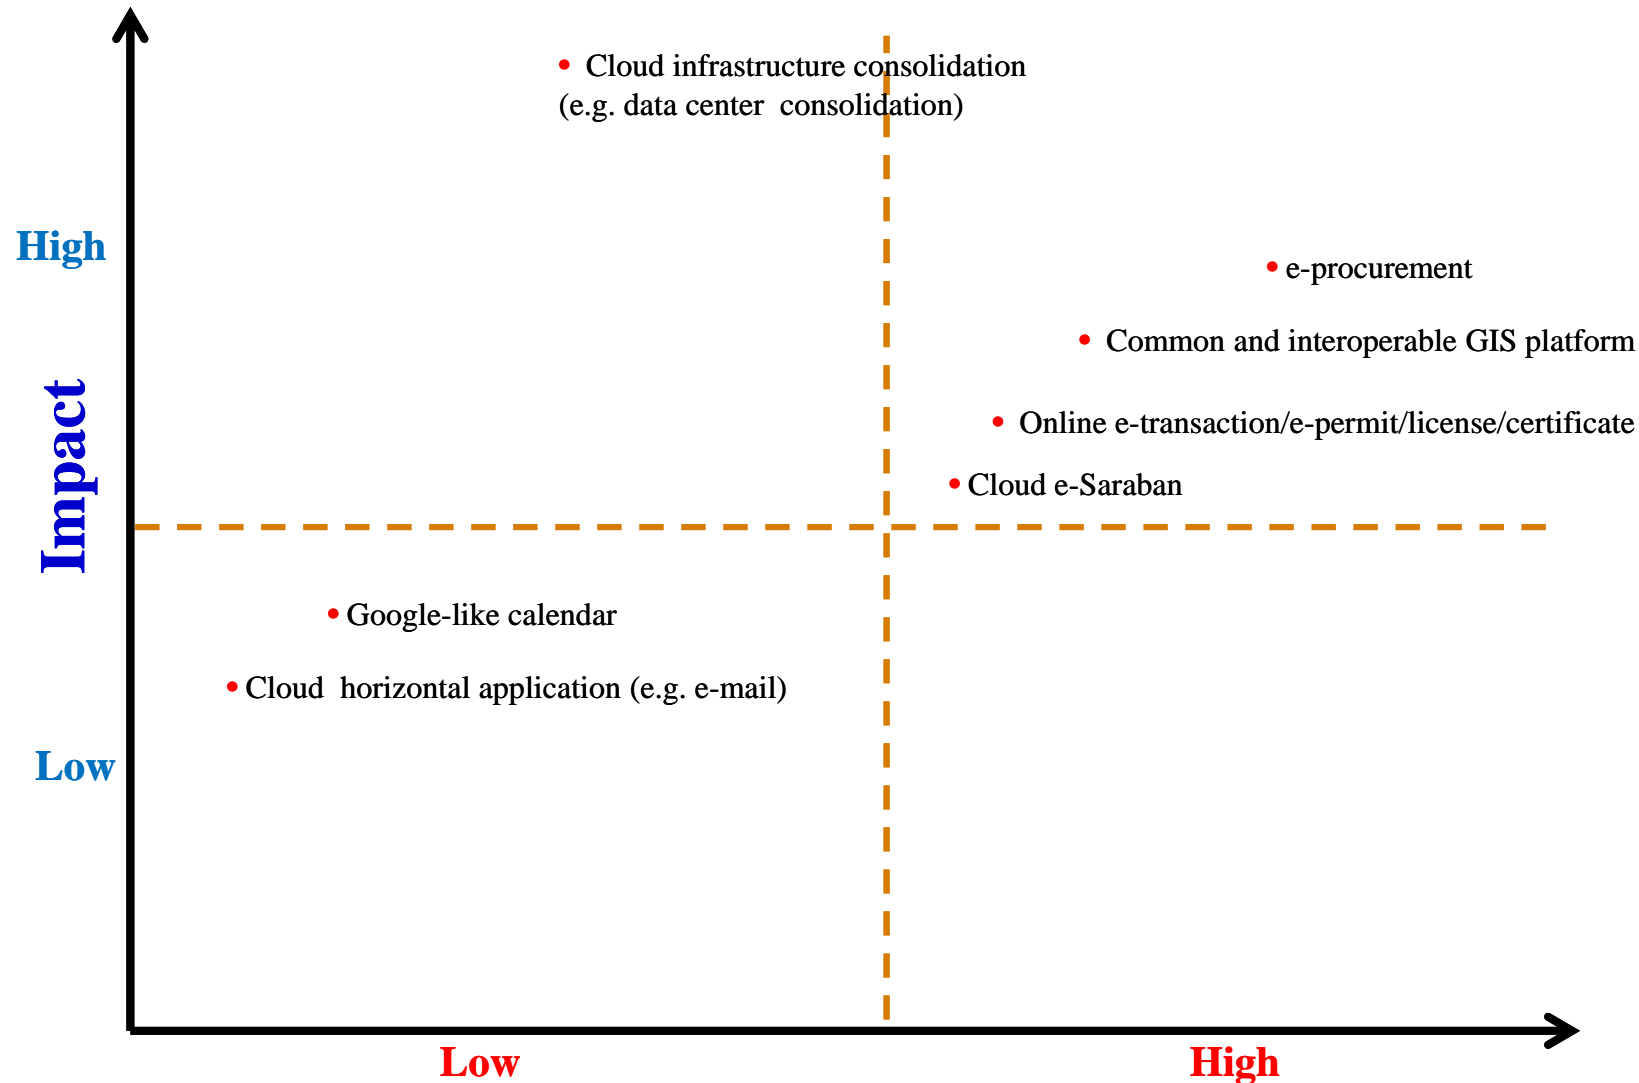 • Cloud infrastructure consolidation
(e.g. data center consolidation)
High
• e-procurement
• Common and interoperable GIS platform
Impact
• Online e-transaction/e-permit/license/certificate
• Cloud e-Saraban
• Google-like calendar
• Cloud horizontal application (e.g. e-mail)
Low
Low
High